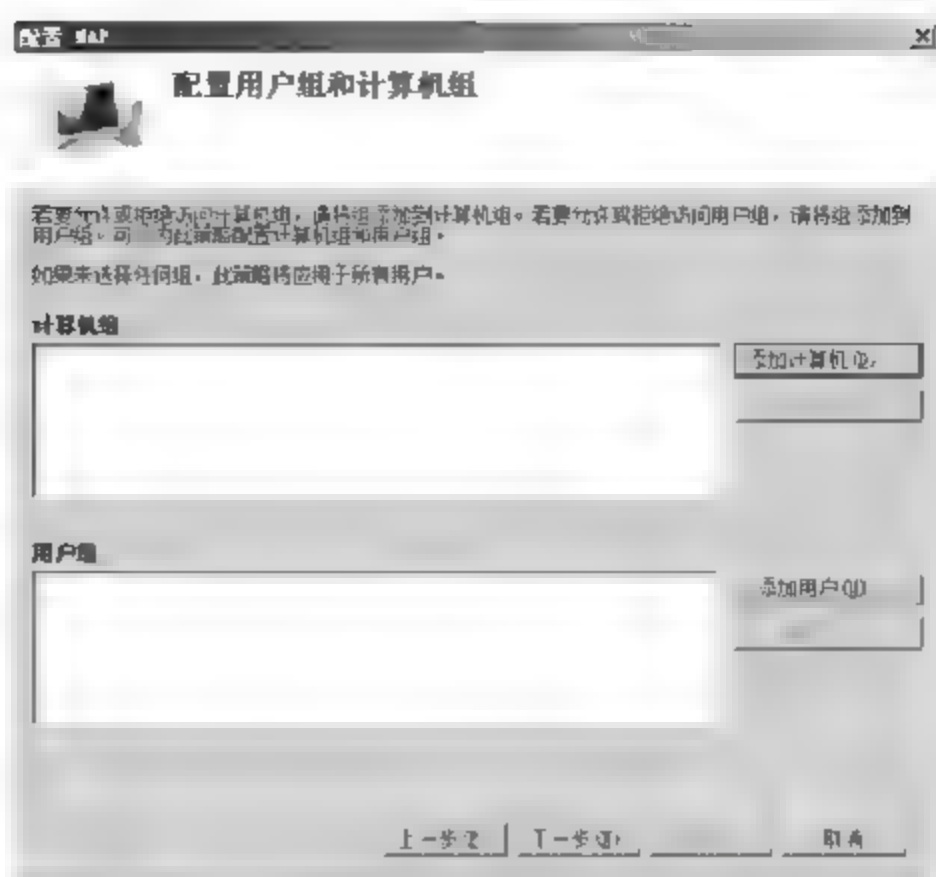 配置 NAP
配置用户组和计算机组
若要允许或拒绝访问计算机组，请将组添加到计算机组。若要允许或拒绝访问用户组，请将组添加到
用户组。可 为此策略配置计算机组和用户组。
如果未选择任何组，此策略将应用于所有用户。
计算机组
添加计算机
用户组
添加用户(U)
上一步(P)
下一步(N)
取消